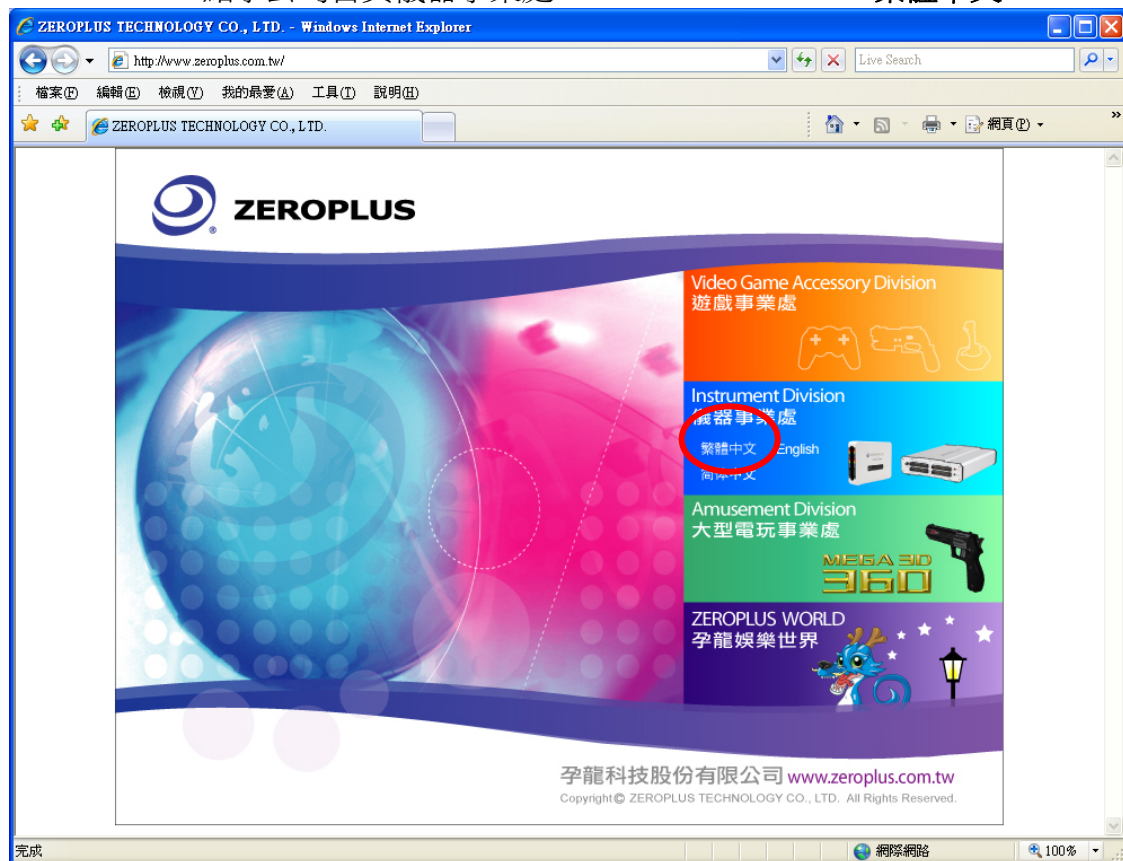 ZEROPLUS TECHNOLOGY CO., LTD. - Windows Internet Explorer
http://www.zeroplus.com.tw/
Live Search
檔案(F) 編輯(E) 檢視(V) 我的最愛(A) 工具(T) 說明(H)
ZEROPLUS TECHNOLOGY CO., LTD.
網頁(P)
ZEROPLUS
Video Game Accessory Division
遊戲事業處
Instrument Division
儀器事業處
繁體中文 English
简体中文
Amusement Division
大型電玩事業處
MEGA 3D
360
ZEROPLUS WORLD
孕龍娛樂世界
孕龍科技股份有限公司 www.zeroplus.com.tw
Copyright© ZEROPLUS TECHNOLOGY CO., LTD. All Rights Reserved.
完成 網際網路 100%